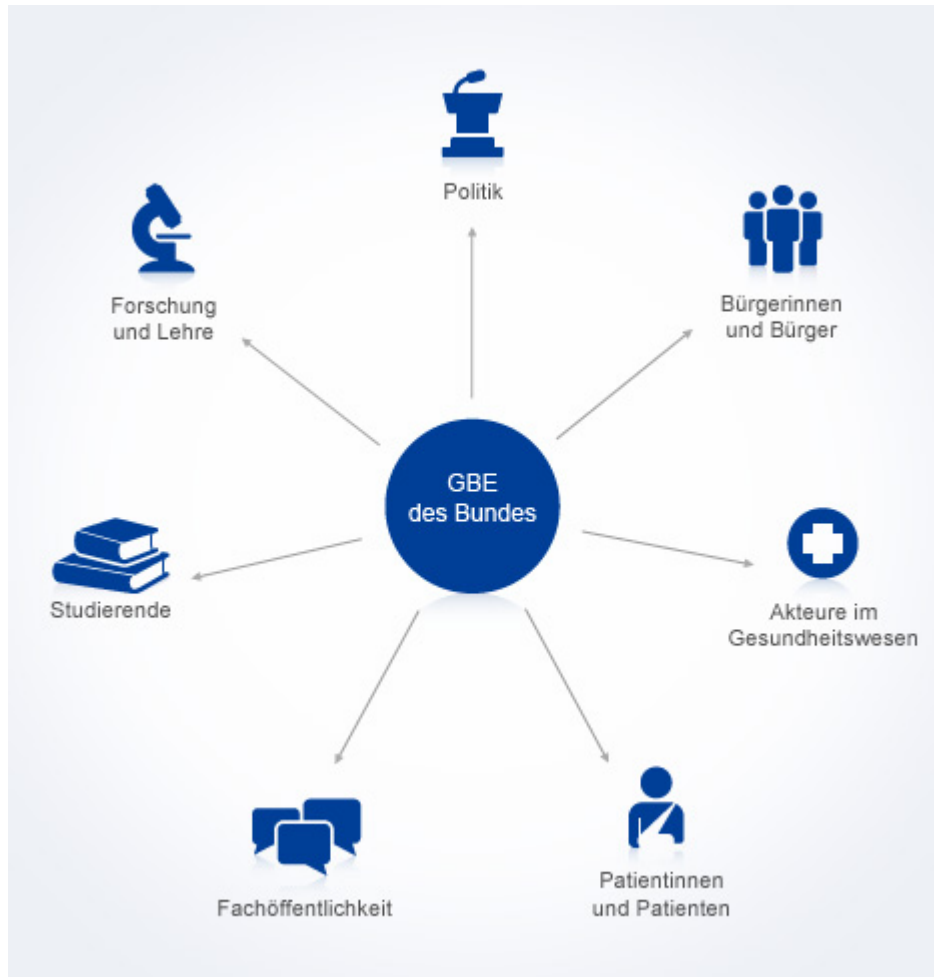 Politik
Forschung
und Lehre
Bürgerinnen
und Bürger
GBE
des Bundes
Studierende
Akteure im
Gesundheitswesen
Fachöffentlichkeit
Patientinnen
und Patienten